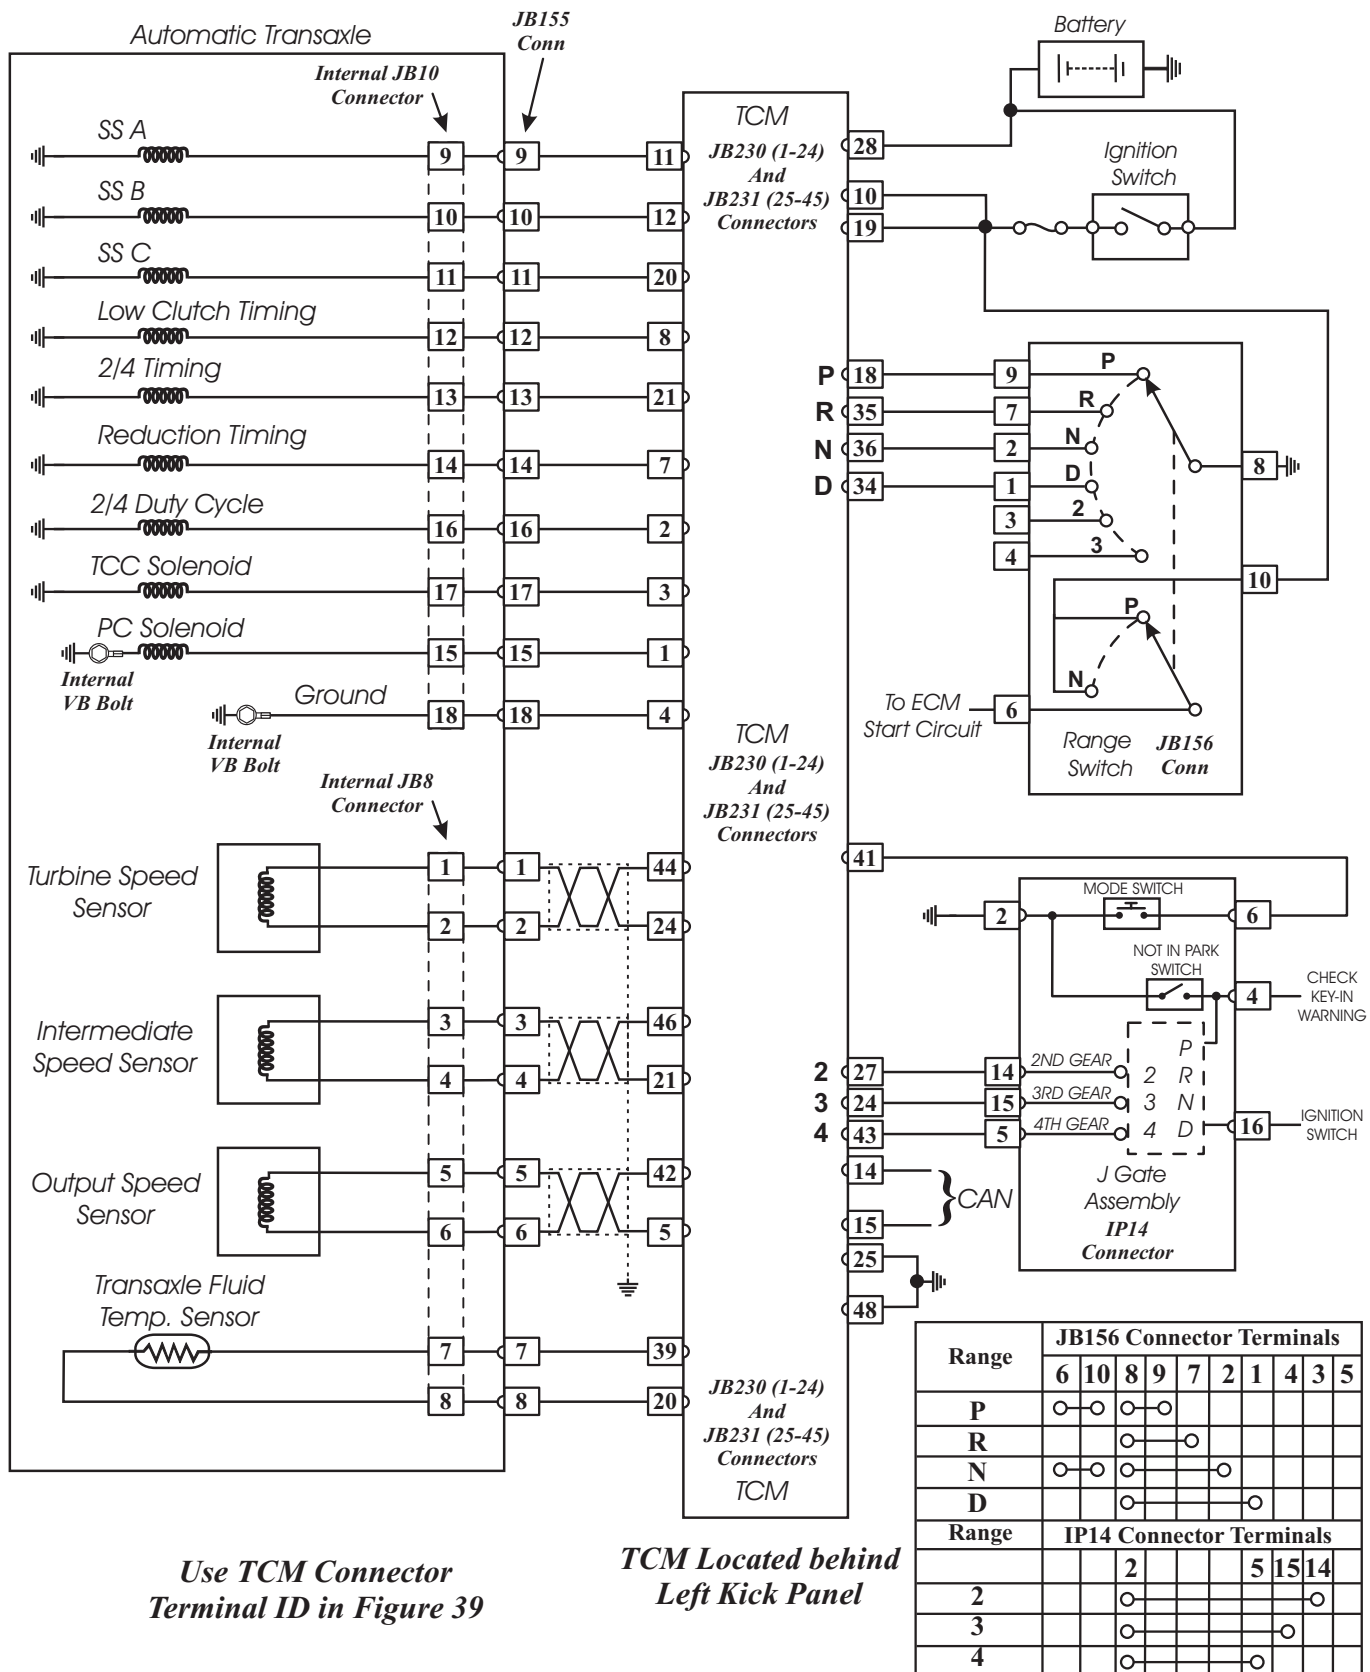 Automatic Transaxle
JB155
Conn
Internal JB10
Connector
SS A
9 9 11
SS B
10 10 12
SS C
11 11 20
Low Clutch Timing
12 12 8
2/4 Timing
13 13 21
Reduction Timing
14 14 7
2/4 Duty Cycle
16 16 2
TCC Solenoid
17 17 3
PC Solenoid
15 15 1
Internal
VB Bolt
Ground
18 18 4
Internal
VB Bolt
Internal JB8
Connector
Turbine Speed
Sensor
1 1 44
2 2 24
Intermediate
Speed Sensor
3 3 46
4 4 21
Output Speed
Sensor
5 5 42
6 6 5
Transaxle Fluid
Temp. Sensor
7 7 39
8 8 20
TCM
JB230 (1-24)
And
JB231 (25-45)
Connectors
TCM
JB230 (1-24)
And
JB231 (25-45)
Connectors
JB230 (1-24)
And
JB231 (25-45)
Connectors
TCM
Battery
28
10
19
Ignition
Switch
P 18 9 P
R 35 7 R
N 36 2 N
D 34 1 D
3 2
4 3
8
10
P
N
To ECM
Start Circuit
6
Range
Switch
JB156
Conn
41
2 MODE SWITCH 6
NOT IN PARK
SWITCH
4
CHECK
KEY-IN
WARNING
2 27 14 2ND GEAR
3 24 15 3RD GEAR
4 43 5 4TH GEAR
P
2 R
3 N
4 D
16
IGNITION
SWITCH
J Gate
Assembly
IP14
Connector
14
CAN
15
25
48
Range JB156 Connector Terminals
6 10 8 9 7 2 1 4 3 5
P
R
N
D
Range IP14 Connector Terminals
2 5 15 14
2
3
4
Use TCM Connector
Terminal ID in Figure 39
TCM Located behind
Left Kick Panel